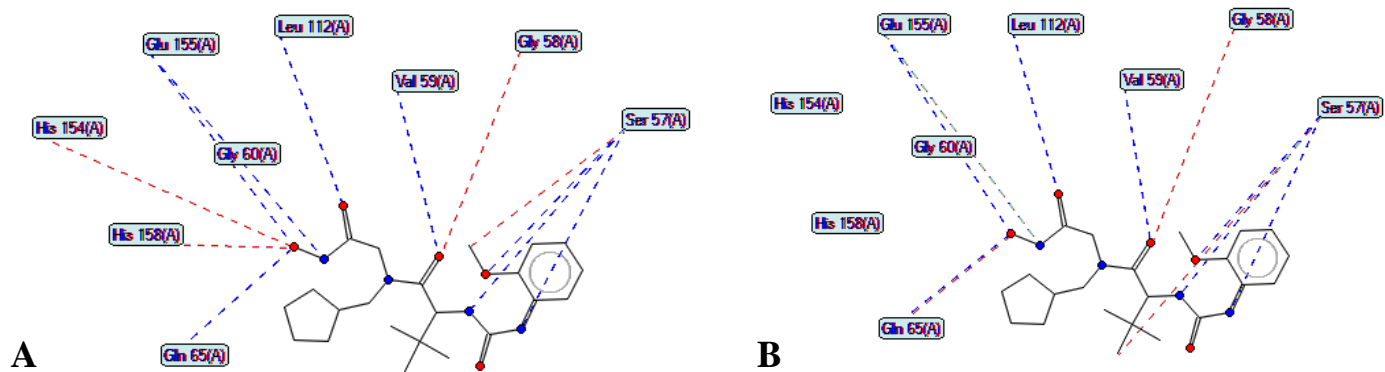 Leu 112(A)
Glu 155(A)
Gly 58(A)
Val 59(A)
Ser 57(A)
His 154(A)
Gly 60(A)
His 158(A)
Gln 65(A)
A
Glu 155(A)
Leu 112(A)
Gly 58(A)
Val 59(A)
His 154(A)
Ser 57(A)
Gly 60(A)
His 158(A)
Gln 65(A)
B